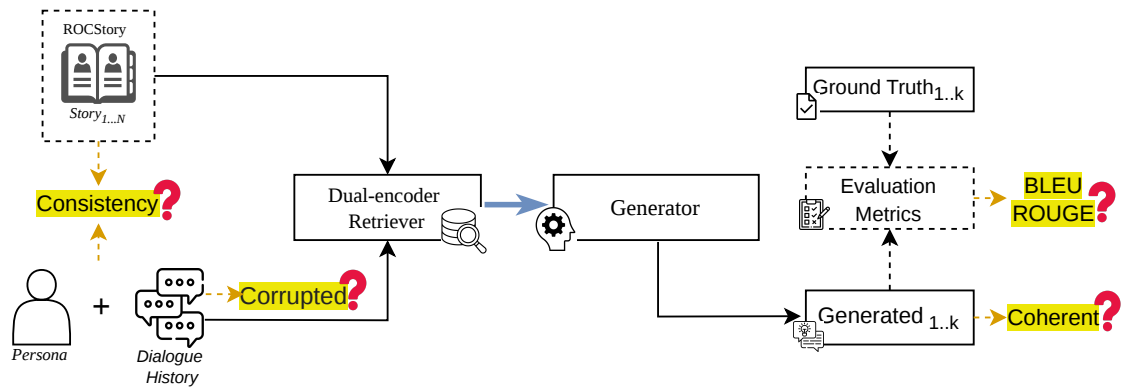 ROCStory
Story1...N
Consistency?
Persona
+
Dialogue
History
Corrupted?
Dual-encoder
Retriever
Generator
Ground Truth1..k
Evaluation
Metrics
BLEU
ROUGE?
Generated 1..k
Coherent?